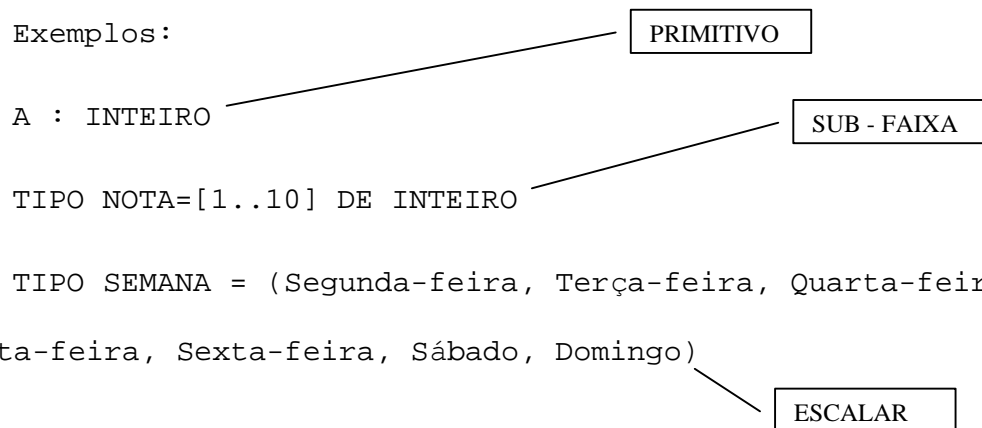 Exemplos:
PRIMITIVO
A : INTEIRO
SUB - FAIXA
TIPO NOTA=[1..10] DE INTEIRO
TIPO SEMANA = (Segunda-feira, Terça-feira, Quarta-feir
ta-feira, Sexta-feira, Sábado, Domingo)
ESCALAR